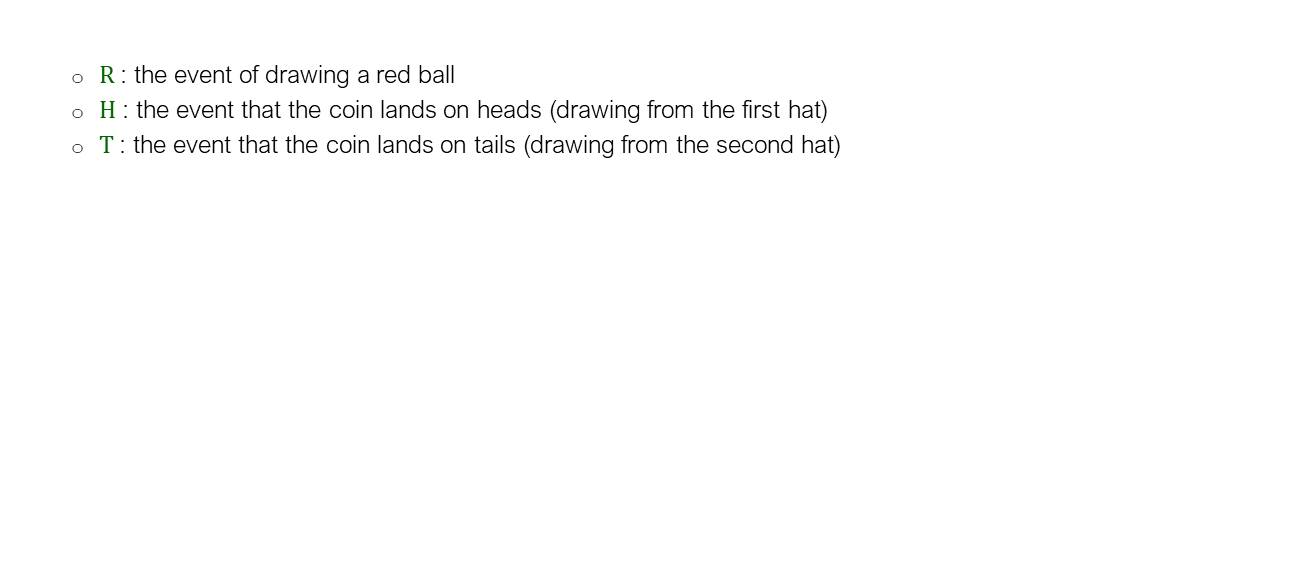 ○ R : the event of drawing a red ball
○ H : the event that the coin lands on heads (drawing from the first hat)
○ T : the event that the coin lands on tails (drawing from the second hat)